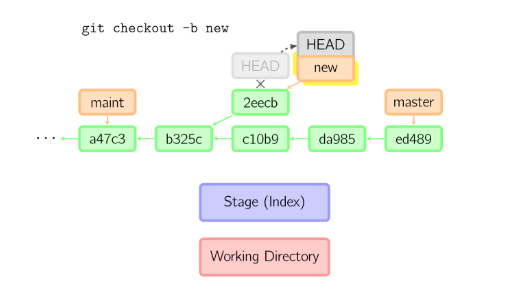 git checkout -b new
HEAD
HEAD
new
maint
2eecb
master
...
a47c3
b325c
c10b9
da985
ed489
Stage (Index)
Working Directory